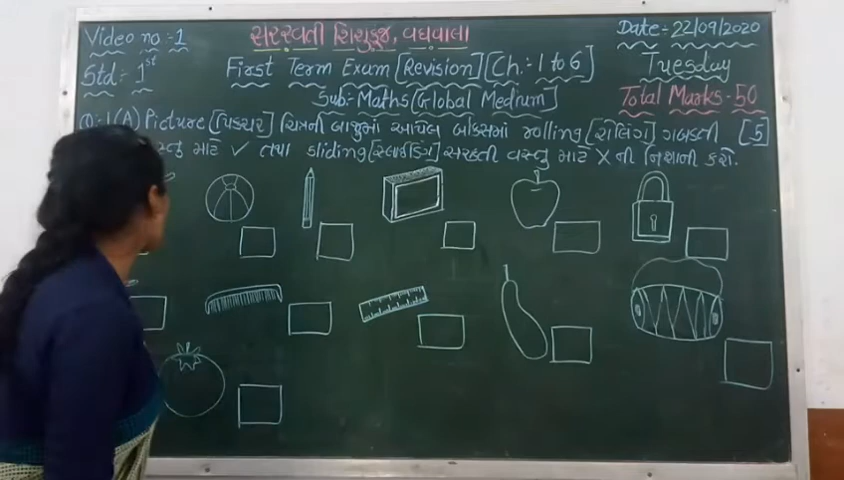 Video no :- 1
સરસ્વતી શિશુકુંજ, વઘવાલા
Date:- 22/09/2020
Std:- 1st
First Term Exam [Revision] [Ch.: 1 to 6]
Tuesday
Sub:- Maths (Global Medium]
Total Marks - 50
Q:-1 (A) Picture [પિક્ચર] ચિત્રની બાજુમાં આપેલ બોક્સમાં rolling [રોલિંગ] ગબડતી [5]
માટે ✓ તથા sliding [સ્લાઈડિંગ] સરકતી વસ્તુ માટે X ની નિશાની કરો.